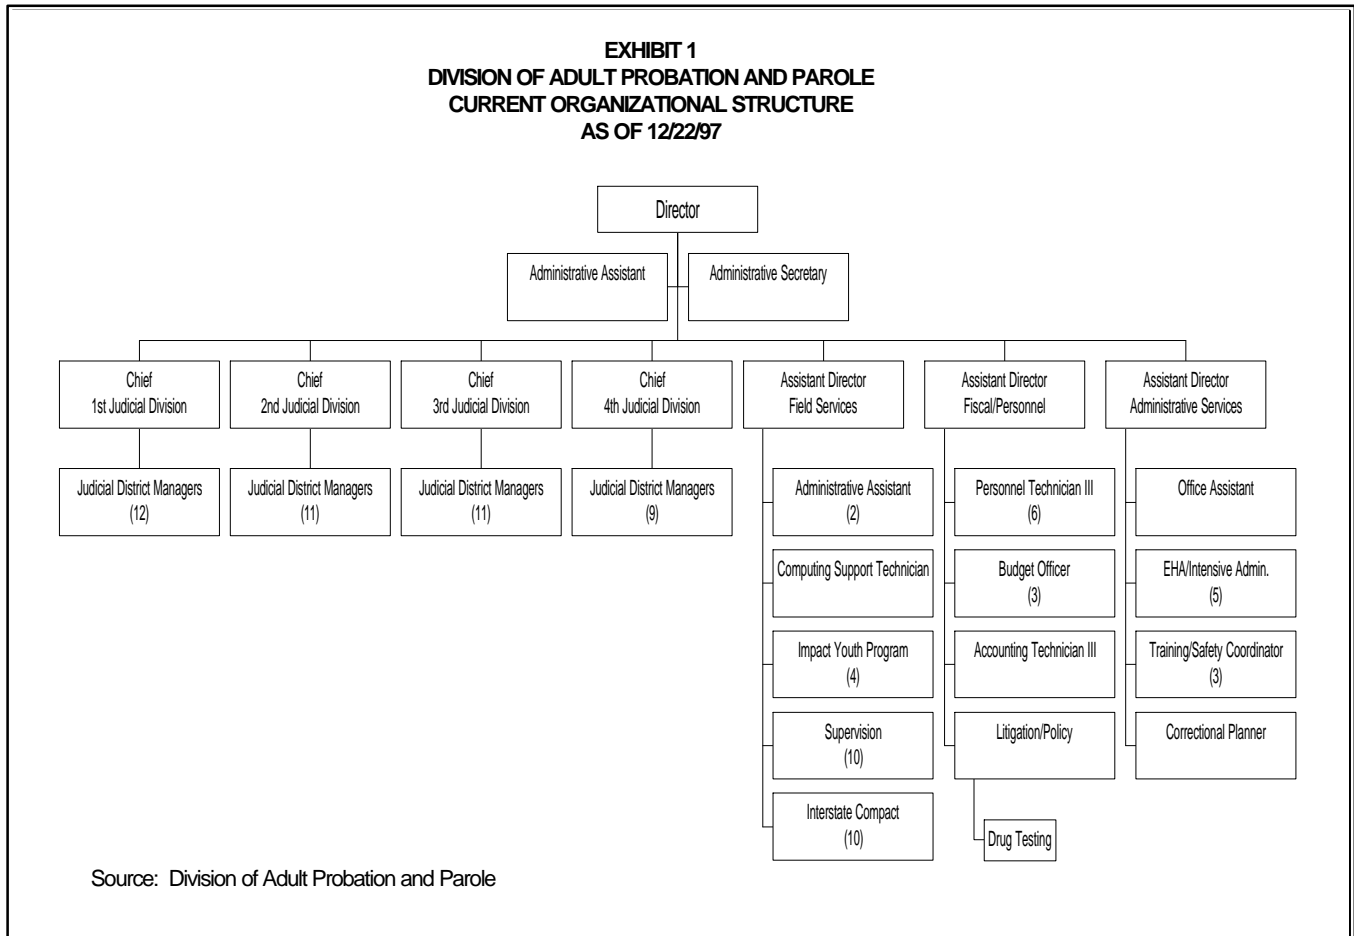 EXHIBIT 1
DIVISION OF ADULT PROBATION AND PAROLE
CURRENT ORGANIZATIONAL STRUCTURE
AS OF 12/22/97
Director
Administrative Assistant
Administrative Secretary
Chief
1st Judicial Division
Chief
2nd Judicial Division
Chief
3rd Judicial Division
Chief
4th Judicial Division
Assistant Director
Field Services
Assistant Director
Fiscal/Personnel
Assistant Director
Administrative Services
Judicial District Managers
(12)
Judicial District Managers
(11)
Judicial District Managers
(11)
Judicial District Managers
(9)
Administrative Assistant
(2)
Personnel Technician III
(6)
Office Assistant
Computing Support Technician
Budget Officer
(3)
EHA/Intensive Admin.
(5)
Impact Youth Program
(4)
Accounting Technician III
Training/Safety Coordinator
(3)
Supervision
(10)
Litigation/Policy
Correctional Planner
Interstate Compact
(10)
Drug Testing
Source: Division of Adult Probation and Parole